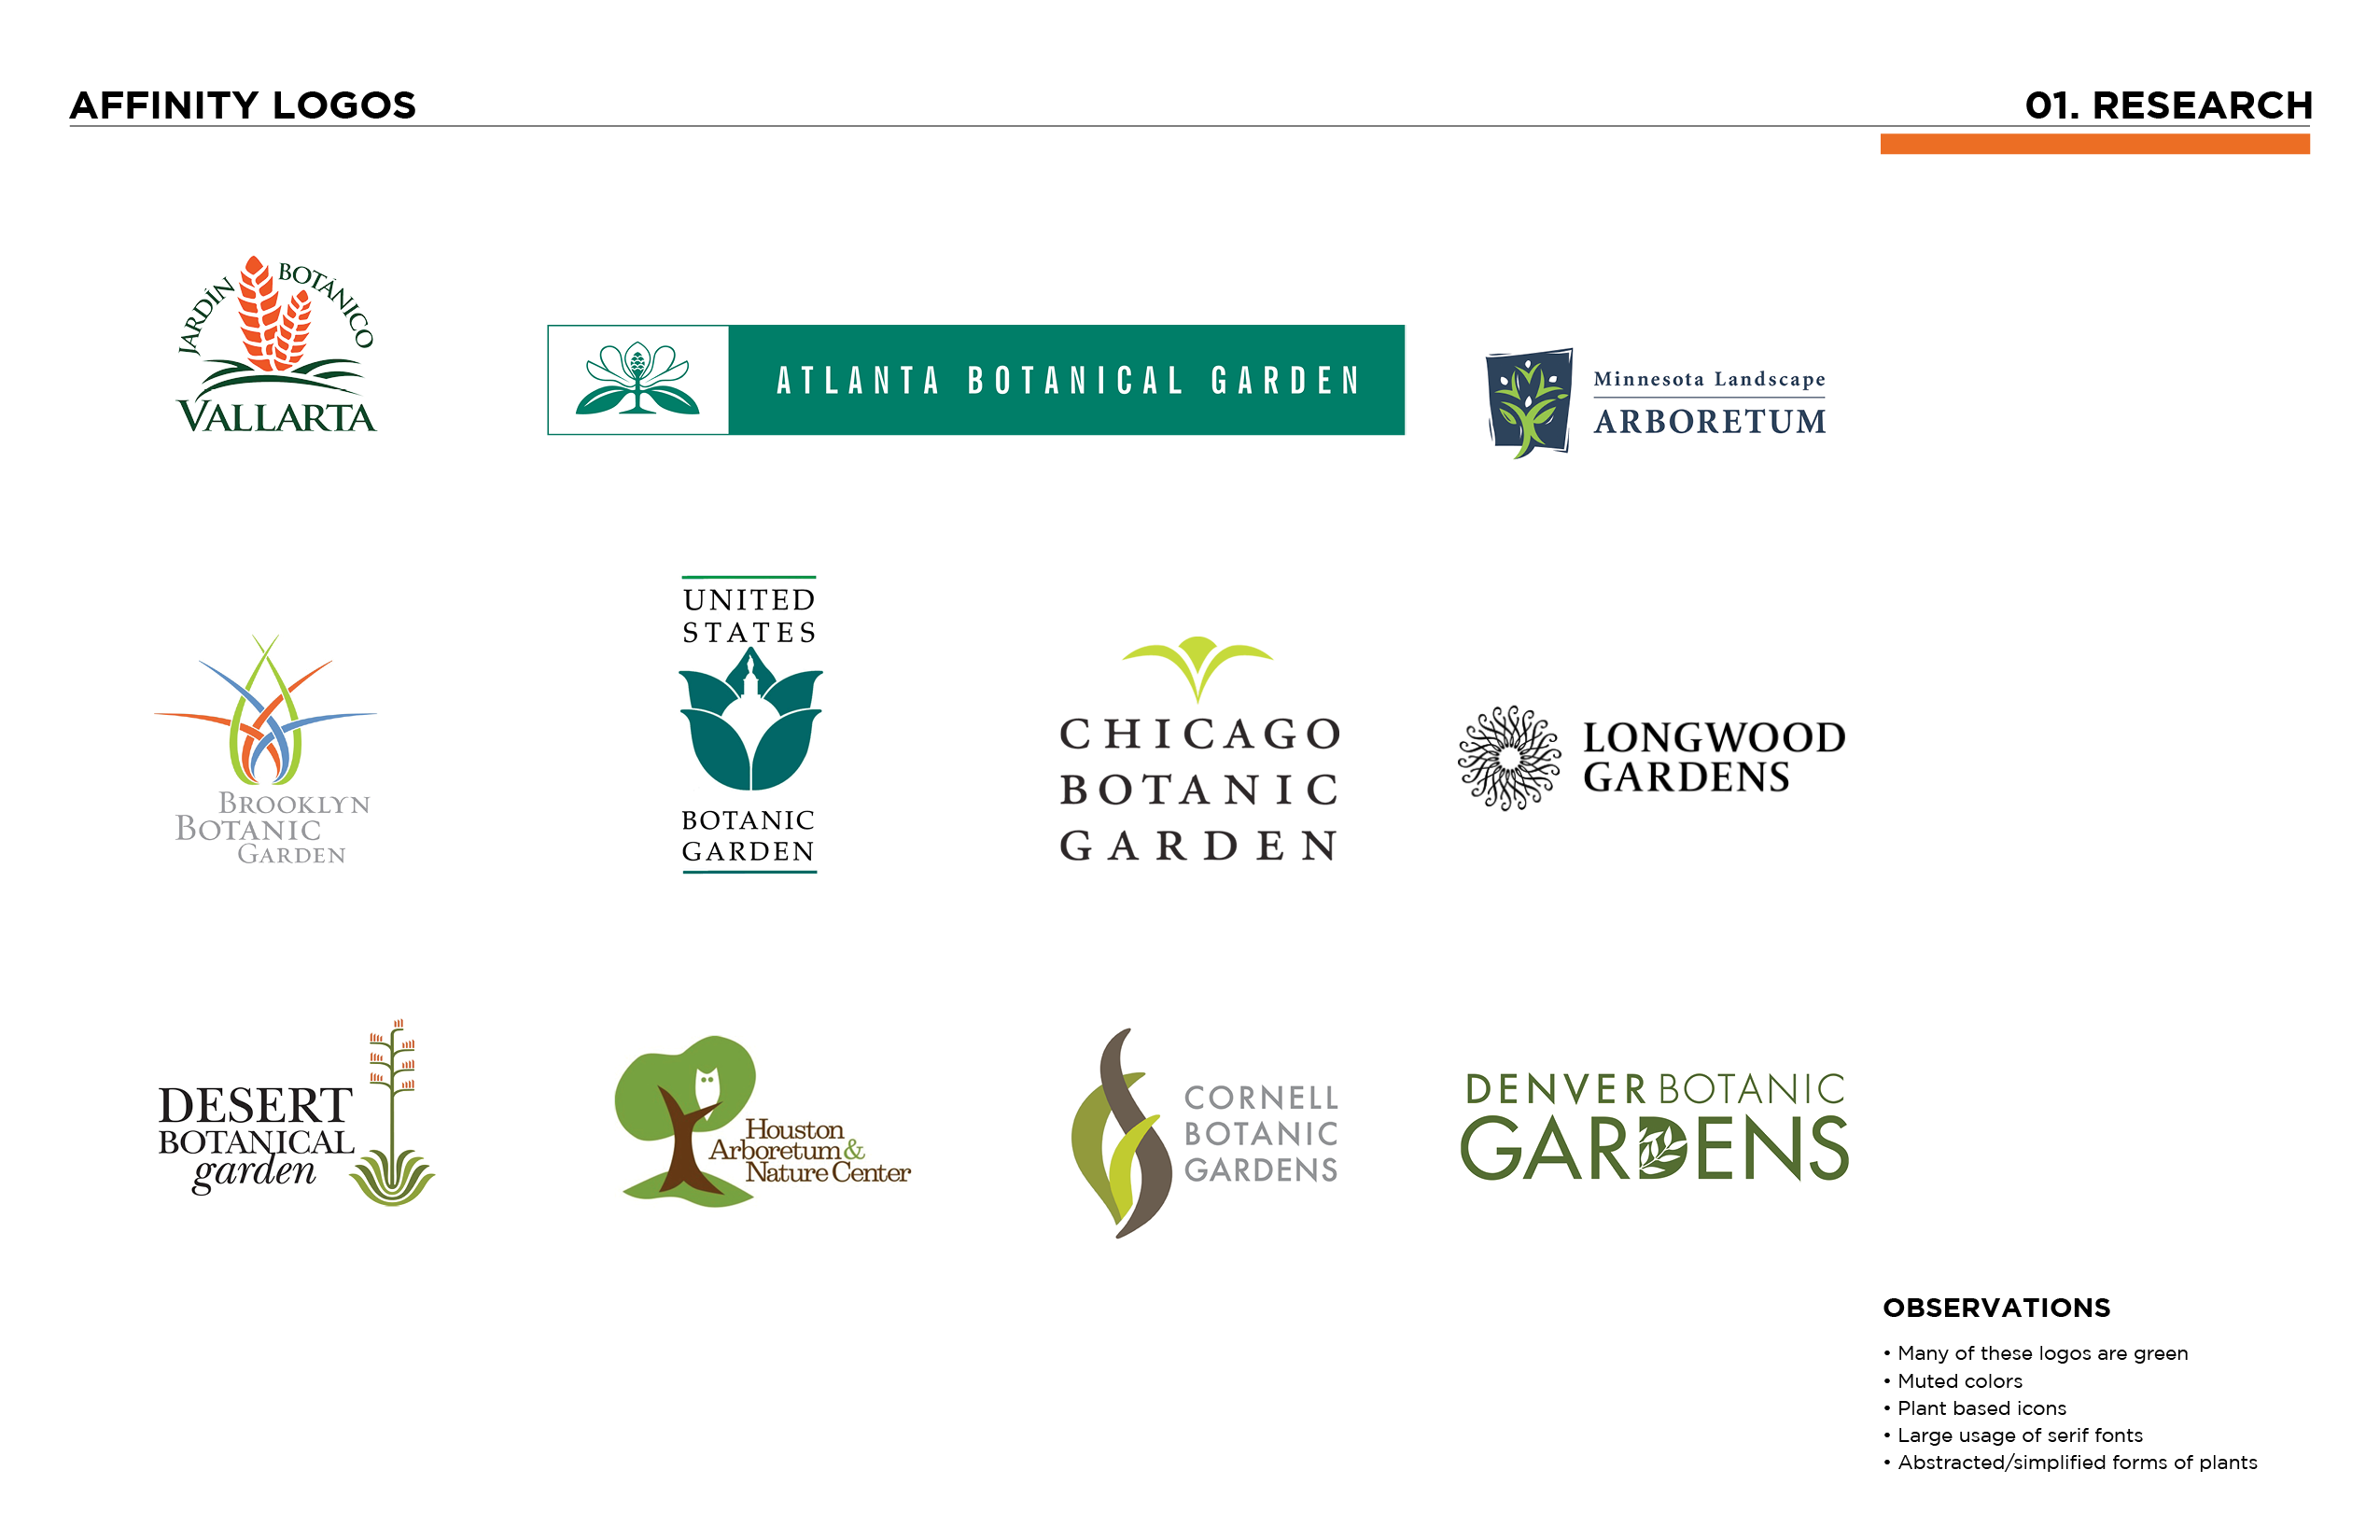 AFFINITY LOGOS
01. RESEARCH
JARDÍN BOTÁNICO
VALLARTA
ATLANTA BOTANICAL GARDEN
Minnesota Landscape
ARBORETUM
BROOKLYN
BOTANIC
GARDEN
UNITED
STATES
BOTANIC
GARDEN
CHICAGO
BOTANIC
GARDEN
LONGWOOD
GARDENS
DESERT
BOTANICAL
garden
Houston
Arboretum &
Nature Center
CORNELL
BOTANIC
GARDENS
DENVER BOTANIC
GARDENS
OBSERVATIONS
• Many of these logos are green
• Muted colors
• Plant based icons
• Large usage of serif fonts
• Abstracted/simplified forms of plants